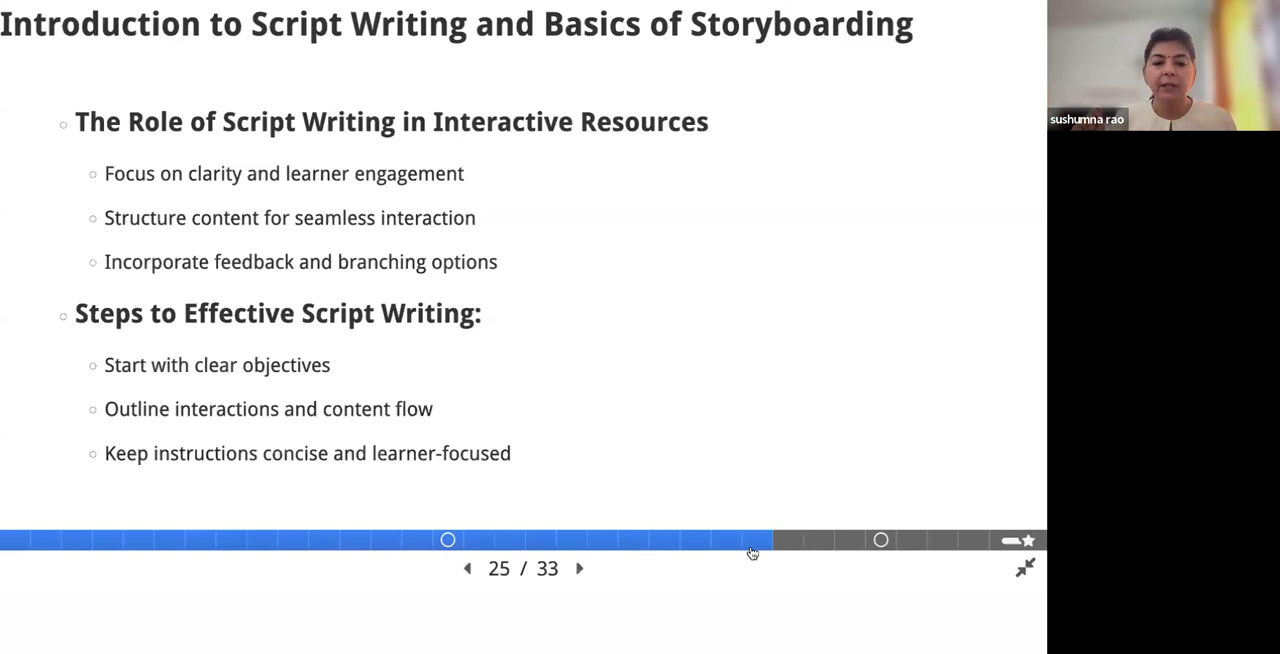 Introduction to Script Writing and Basics of Storyboarding
sushumna rao
The Role of Script Writing in Interactive Resources
Focus on clarity and learner engagement
Structure content for seamless interaction
Incorporate feedback and branching options
Steps to Effective Script Writing:
Start with clear objectives
Outline interactions and content flow
Keep instructions concise and learner-focused
25 / 33